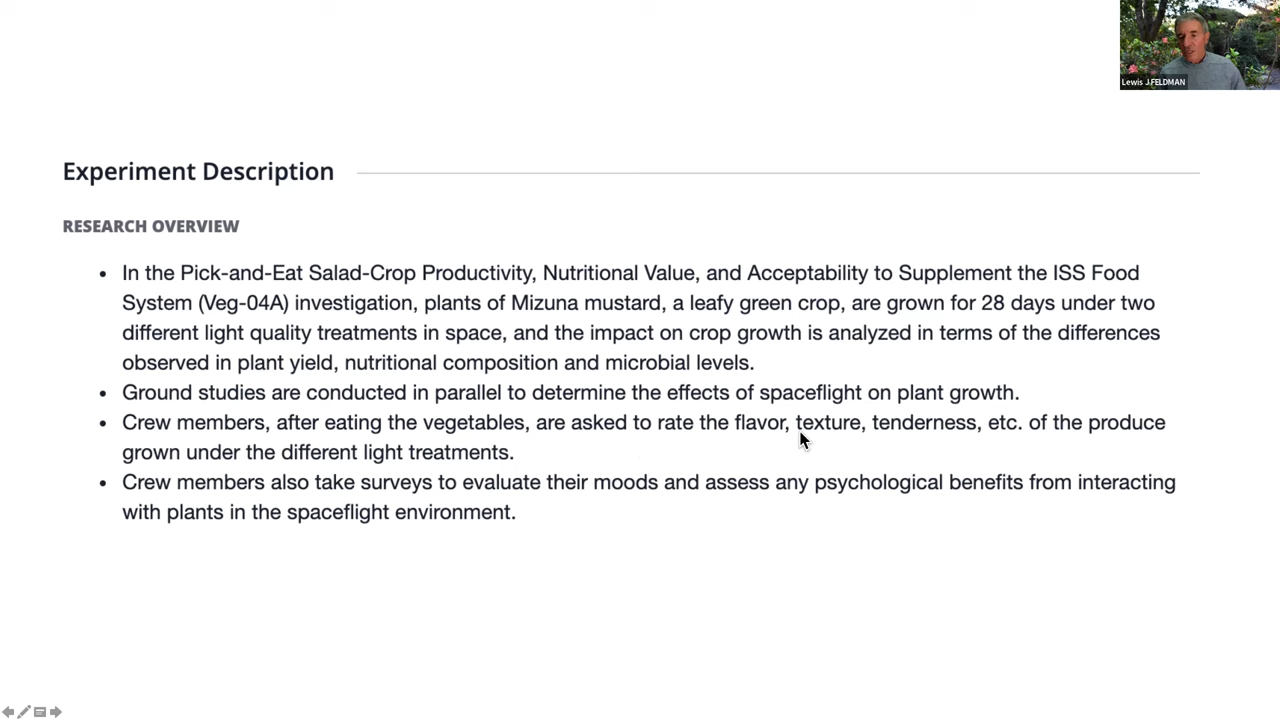 Lewis J FELDMAN
Experiment Description
RESEARCH OVERVIEW
• In the Pick-and-Eat Salad-Crop Productivity, Nutritional Value, and Acceptability to Supplement the ISS Food
System (Veg-04A) investigation, plants of Mizuna mustard, a leafy green crop, are grown for 28 days under two
different light quality treatments in space, and the impact on crop growth is analyzed in terms of the differences
observed in plant yield, nutritional composition and microbial levels.
• Ground studies are conducted in parallel to determine the effects of spaceflight on plant growth.
• Crew members, after eating the vegetables, are asked to rate the flavor, texture, tenderness, etc. of the produce
grown under the different light treatments.
• Crew members also take surveys to evaluate their moods and assess any psychological benefits from interacting
with plants in the spaceflight environment.